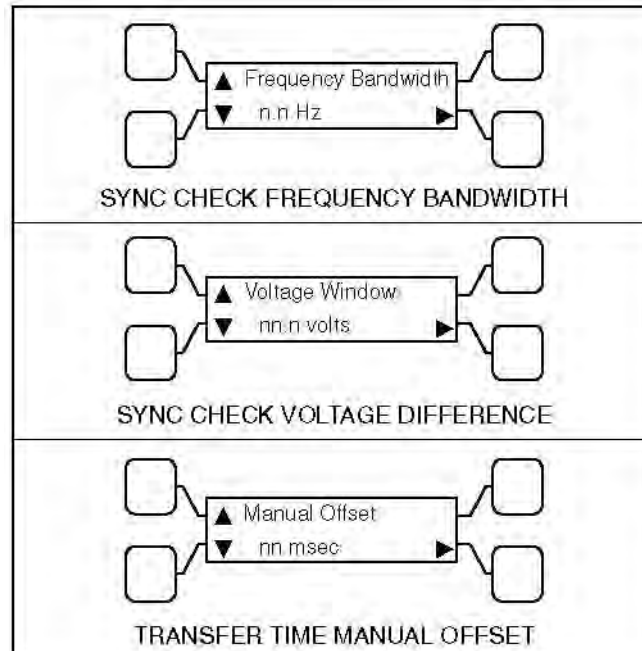 ▲ Frequency Bandwidth
▼ n.n Hz ▶
SYNC CHECK FREQUENCY BANDWIDTH
▲ Voltage Window
▼ nn.n volts ▶
SYNC CHECK VOLTAGE DIFFERENCE
▲ Manual Offset
▼ nn msec ▶
TRANSFER TIME MANUAL OFFSET